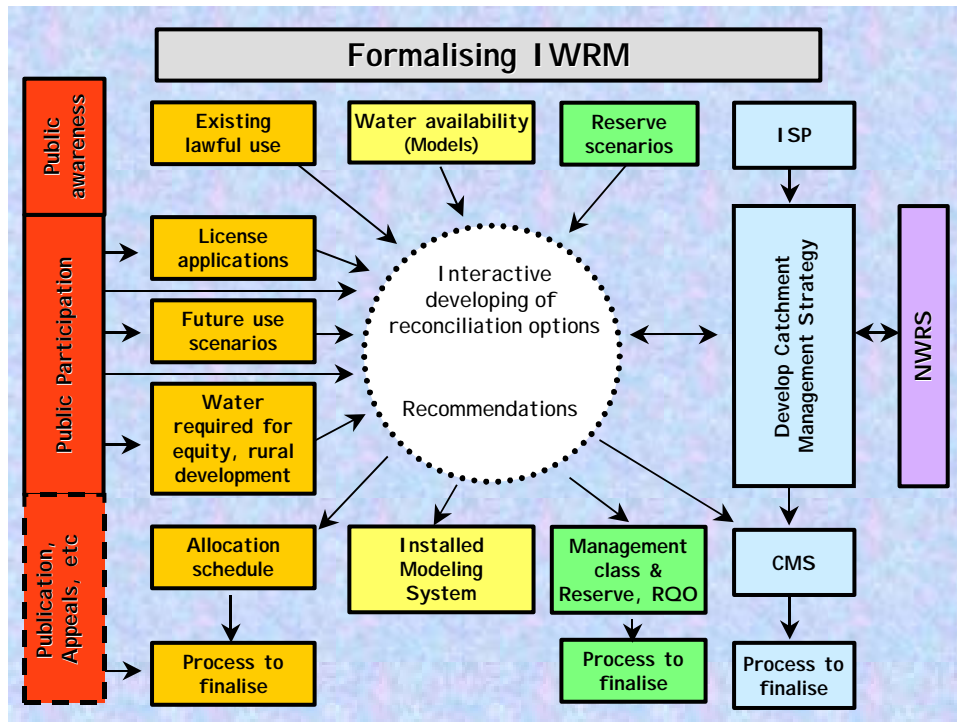 Formalising IWRM
Public
awareness
Existing
lawful use
Water availability
(Models)
Reserve
scenarios
ISP
Public Participation
License
applications
Future use
scenarios
Water
required for
equity, rural
development
Interactive
developing of
reconciliation options
Recommendations
Develop Catchment
Management Strategy
NWRS
Publication,
Appeals, etc
Allocation
schedule
Installed
Modeling
System
Management
class &
Reserve, RQO
CMS
Process to
finalise
Process to
finalise
Process to
finalise